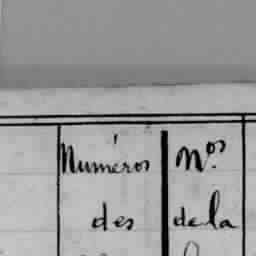 Numéros
des
Nos.
de la